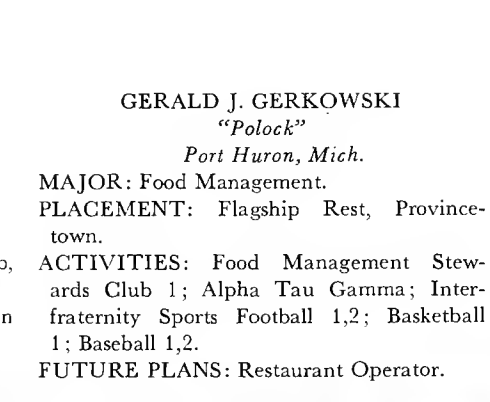 GERALD J. GERKOWSKI
"Polock"
Port Huron, Mich.
MAJOR: Food Management.
PLACEMENT: Flagship Rest, Province-
town.
ACTIVITIES: Food Management Stew-
ards Club 1; Alpha Tau Gamma; Inter-
fraternity Sports Football 1,2; Basketball
1; Baseball 1,2.
FUTURE PLANS: Restaurant Operator.